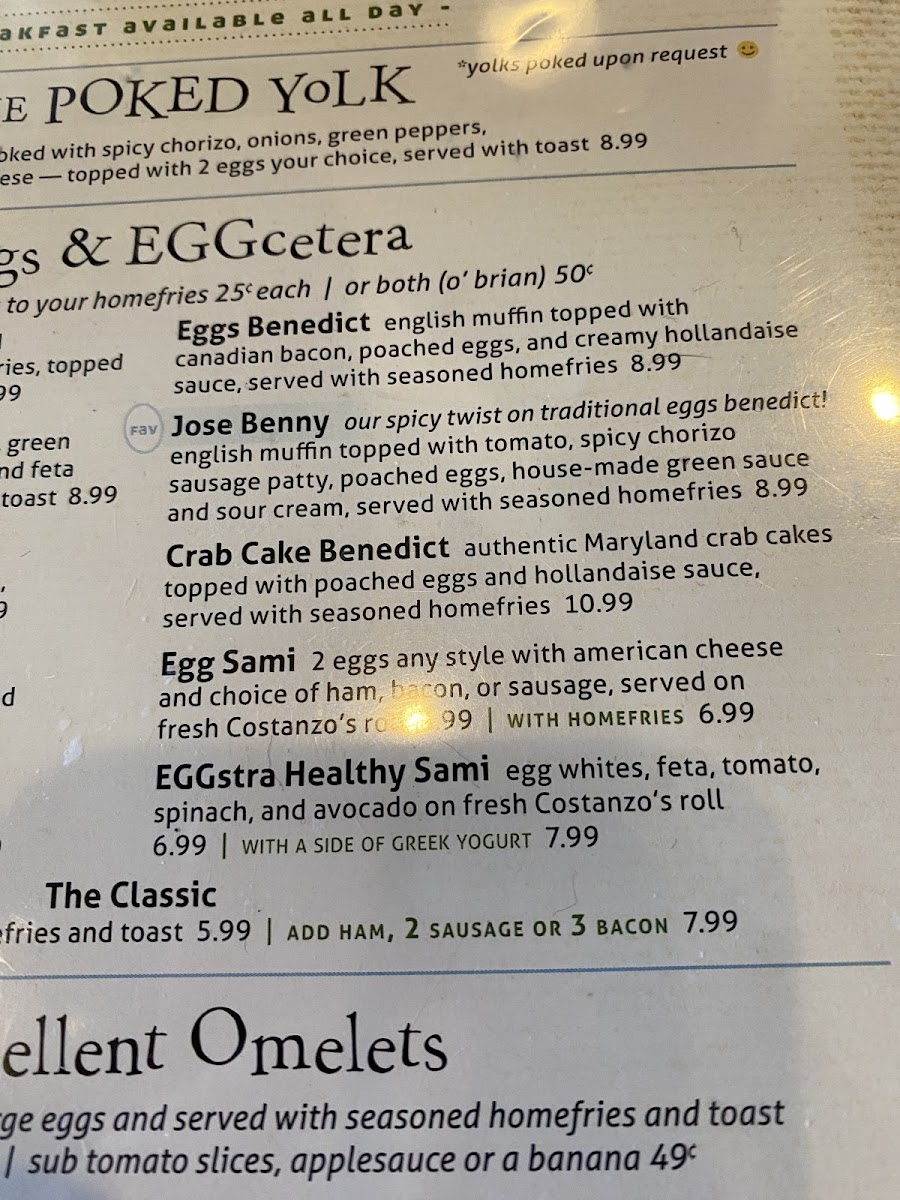 AKFAST AVAILABLE ALL DAY -
E POKED YOLK
*yolks poked upon request
oked with spicy chorizo, onions, green peppers,
ese — topped with 2 eggs your choice, served with toast 8.99
gs & EGGcetera
to your homefries 25¢ each | or both (o' brian) 50¢
Eggs Benedict english muffin topped with
canadian bacon, poached eggs, and creamy hollandaise
sauce, served with seasoned homefries 8.99
ries, topped
99
FAV
Jose Benny our spicy twist on traditional eggs benedict!
english muffin topped with tomato, spicy chorizo
sausage patty, poached eggs, house-made green sauce
and sour cream, served with seasoned homefries 8.99
green
nd feta
toast 8.99
Crab Cake Benedict authentic Maryland crab cakes
topped with poached eggs and hollandaise sauce,
served with seasoned homefries 10.99
9
Egg Sami 2 eggs any style with american cheese
and choice of ham, bacon, or sausage, served on
fresh Costanzo's 99 | WITH HOMEFRIES 6.99
d
EGGstra Healthy Sami egg whites, feta, tomato,
spinach, and avocado on fresh Costanzo's roll
6.99 | WITH A SIDE OF GREEK YOGURT 7.99
The Classic
efries and toast 5.99 | ADD HAM, 2 SAUSAGE OR 3 BACON 7.99
ellent Omelets
rge eggs and served with seasoned homefries and toast
| sub tomato slices, applesauce or a banana 49¢